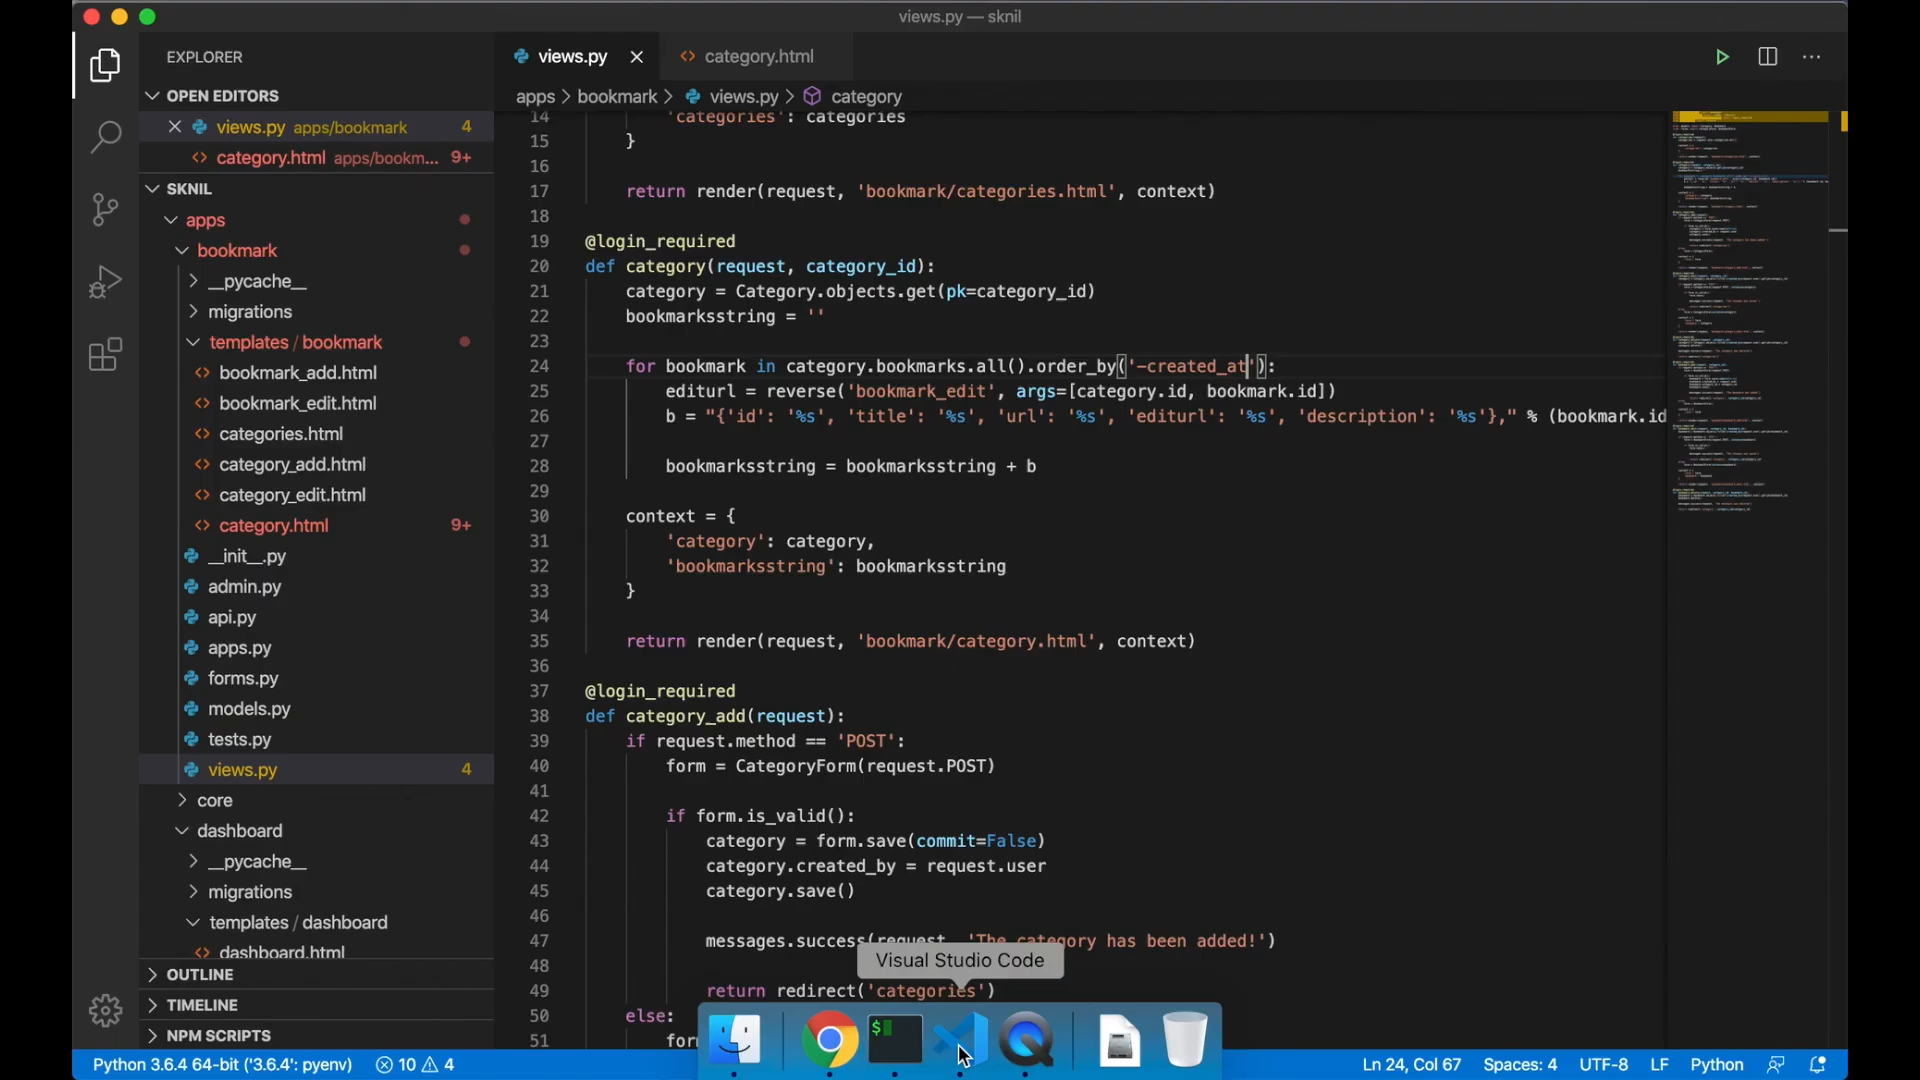 views.py — sknil
EXPLORER
OPEN EDITORS
views.py apps/bookmark 4
category.html apps/bookm... 9+
SKNIL
apps
bookmark
__pycache__
migrations
templates / bookmark
bookmark_add.html
bookmark_edit.html
categories.html
category_add.html
category_edit.html
category.html 9+
__init__.py
admin.py
api.py
apps.py
forms.py
models.py
tests.py
views.py 4
core
dashboard
__pycache__
migrations
templates / dashboard
dashboard.html
OUTLINE
TIMELINE
NPM SCRIPTS
views.py
category.html
apps > bookmark > views.py > category
14 'categories': categories
15 }
16
17 return render(request, 'bookmark/categories.html', context)
18
19 @login_required
20 def category(request, category_id):
21 category = Category.objects.get(pk=category_id)
22 bookmarksstring = ''
23
24 for bookmark in category.bookmarks.all().order_by('-created_at'):
25 editurl = reverse('bookmark_edit', args=[category.id, bookmark.id])
26 b = "{'id': '%s', 'title': '%s', 'url': '%s', 'editurl': '%s', 'description': '%s'}," % (bookmark.id
27
28 bookmarksstring = bookmarksstring + b
29
30 context = {
31 'category': category,
32 'bookmarksstring': bookmarksstring
33 }
34
35 return render(request, 'bookmark/category.html', context)
36
37 @login_required
38 def category_add(request):
39 if request.method == 'POST':
40 form = CategoryForm(request.POST)
41
42 if form.is_valid():
43 category = form.save(commit=False)
44 category.created_by = request.user
45 category.save()
46
47 messages.success(request, 'The category has been added!')
48
49 return redirect('categories')
50 else:
51 for
Visual Studio Code
$
Python 3.6.4 64-bit ('3.6.4': pyenv) 10 4
Ln 24, Col 67 Spaces: 4 UTF-8 LF Python